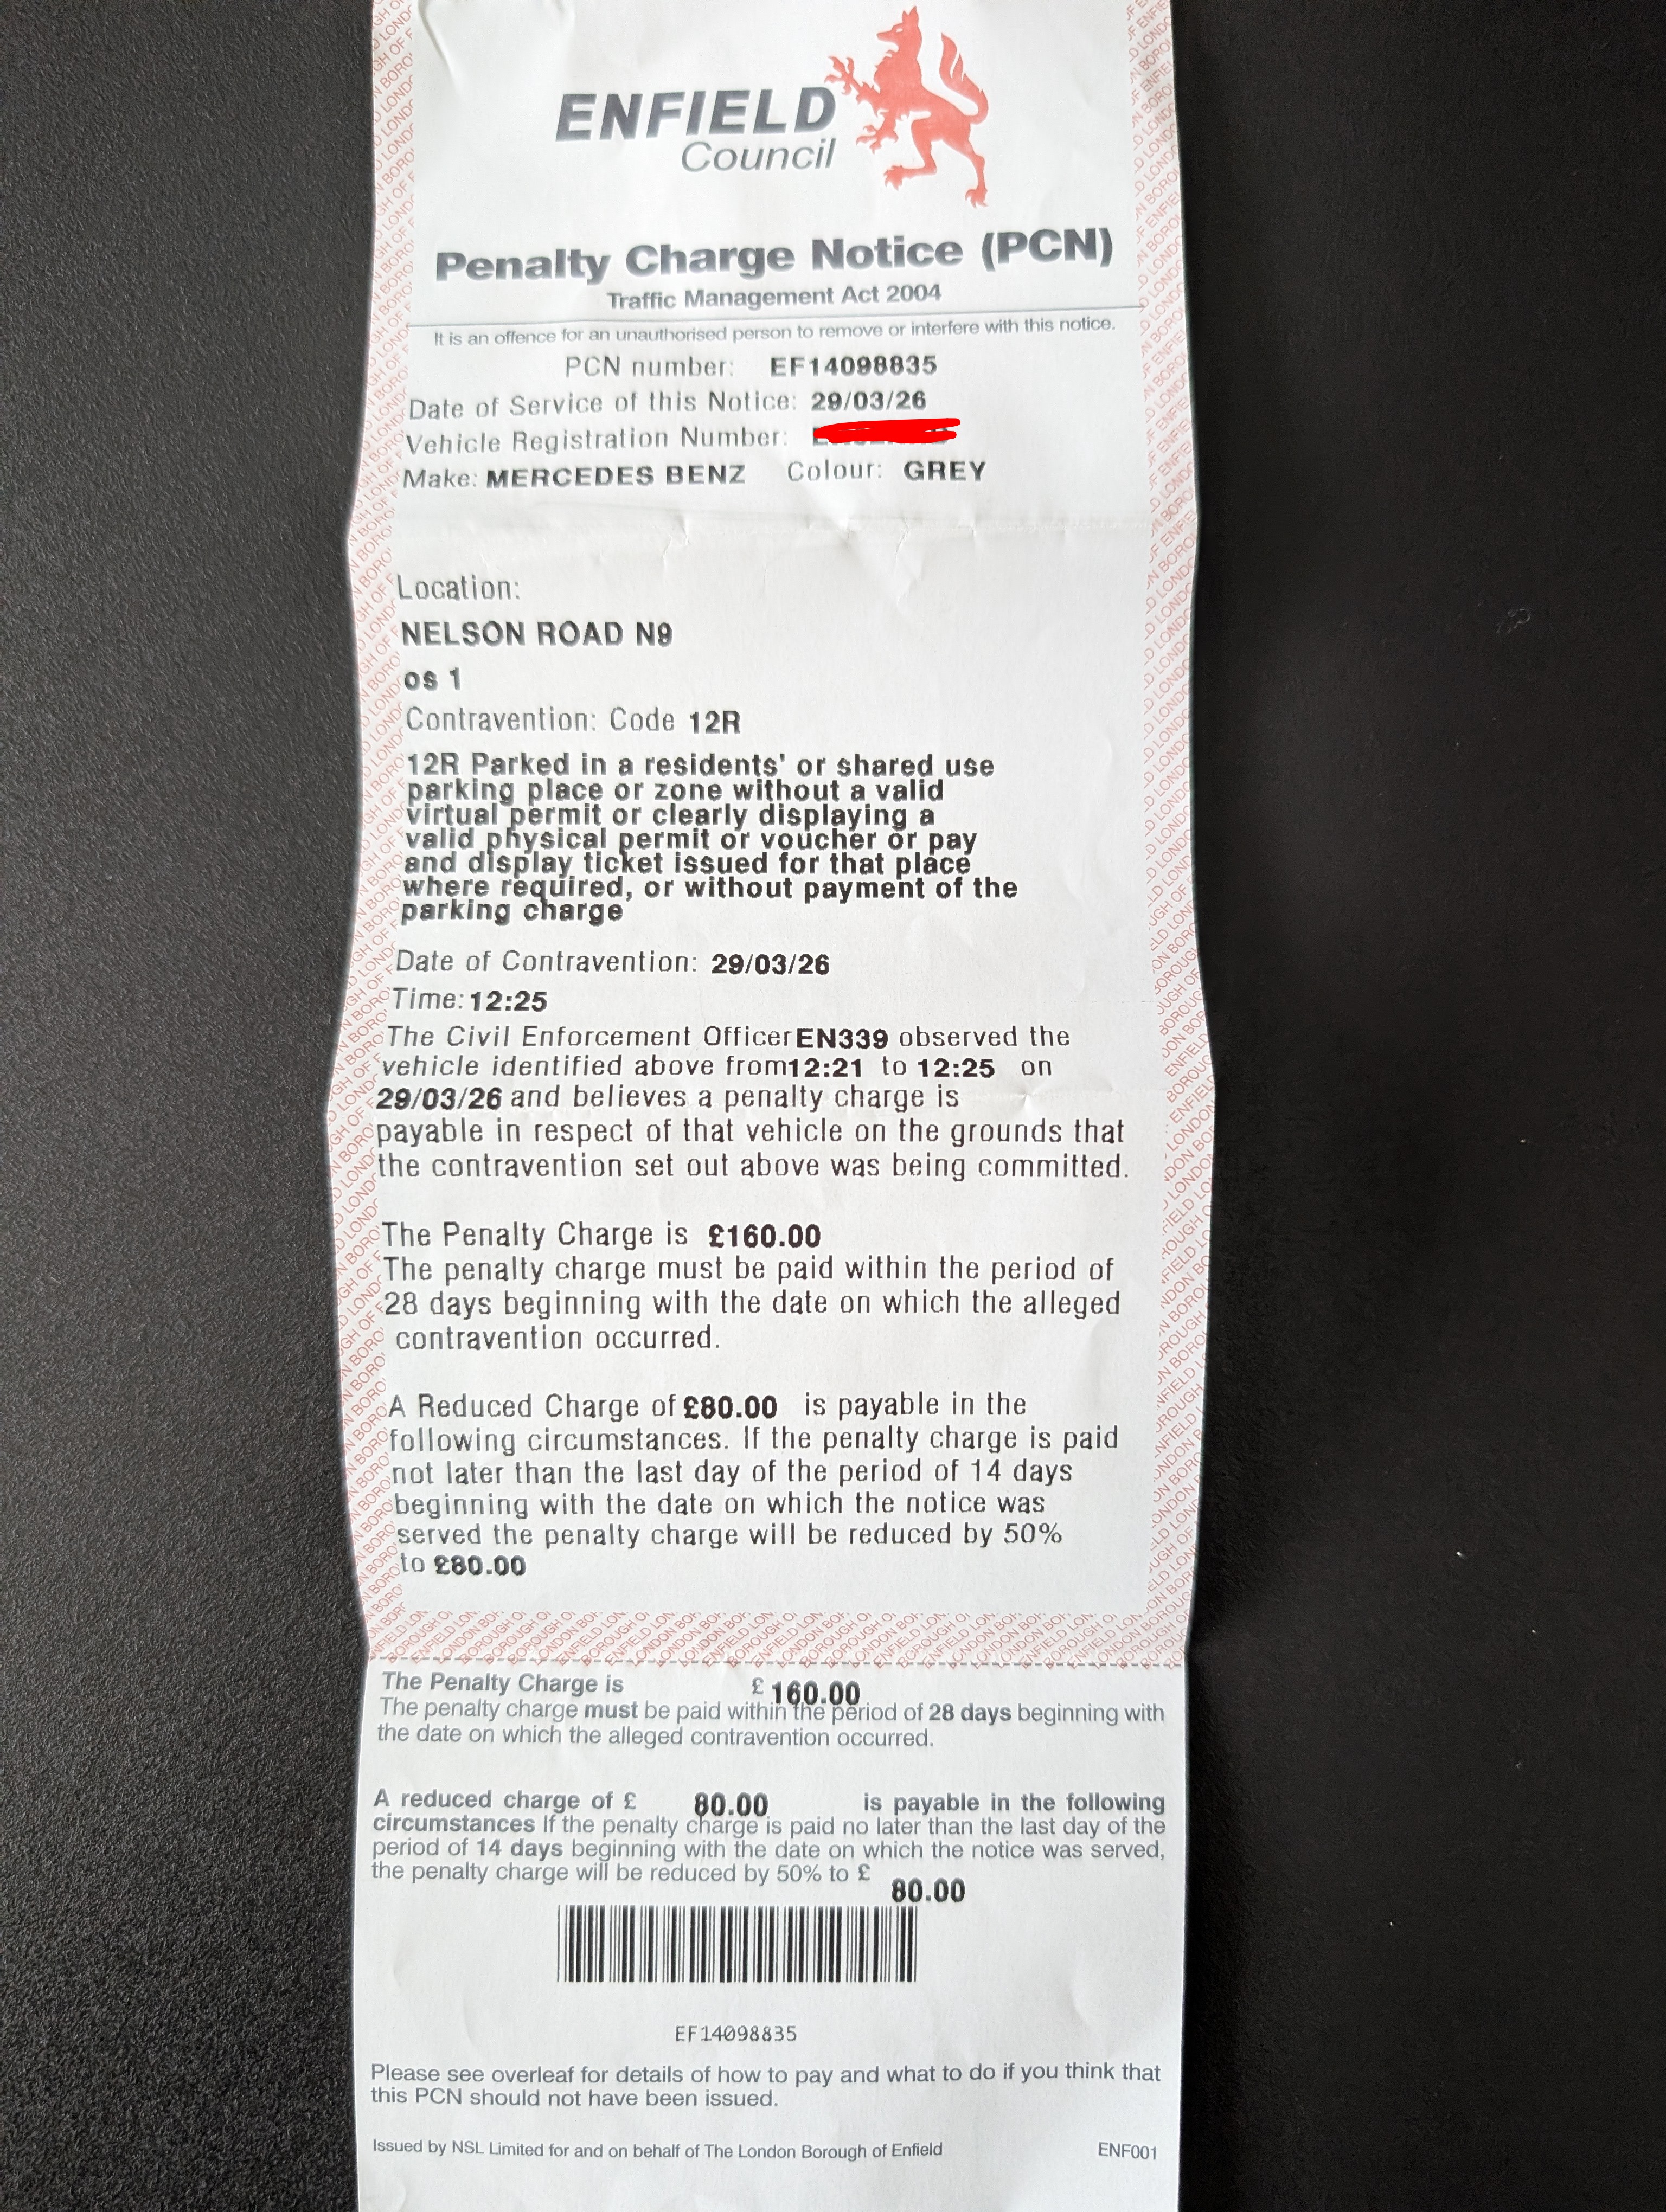 ENFIELD
Council
Penalty Charge Notice (PCN)
Traffic Management Act 2004
It is an offence for an unauthorised person to remove or interfere with this notice.
PCN number: EF14098835
Date of Service of this Notice: 29/03/26
Vehicle Registration Number:
Make: MERCEDES BENZ Colour: GREY
Location:
NELSON ROAD N9
os 1
Contravention: Code 12R
12R Parked in a residents' or shared use
parking place or zone without a valid
virtual permit or clearly displaying a
valid physical permit or voucher or pay
and display ticket issued for that place
where required, or without payment of the
parking charge
Date of Contravention: 29/03/26
Time: 12:25
The Civil Enforcement Officer EN339 observed the
vehicle identified above from 12:21 to 12:25 on
29/03/26 and believes a penalty charge is
payable in respect of that vehicle on the grounds that
the contravention set out above was being committed.
The Penalty Charge is £160.00
The penalty charge must be paid within the period of
28 days beginning with the date on which the alleged
contravention occurred.
A Reduced Charge of £80.00 is payable in the
following circumstances. If the penalty charge is paid
not later than the last day of the period of 14 days
beginning with the date on which the notice was
served the penalty charge will be reduced by 50%
to £80.00
The Penalty Charge is £ 160.00
The penalty charge must be paid within the period of 28 days beginning with
the date on which the alleged contravention occurred.
A reduced charge of £ 80.00 is payable in the following
circumstances If the penalty charge is paid no later than the last day of the
period of 14 days beginning with the date on which the notice was served,
the penalty charge will be reduced by 50% to £ 80.00
EF14098835
Please see overleaf for details of how to pay and what to do if you think that
this PCN should not have been issued.
Issued by NSL Limited for and on behalf of The London Borough of Enfield ENF001